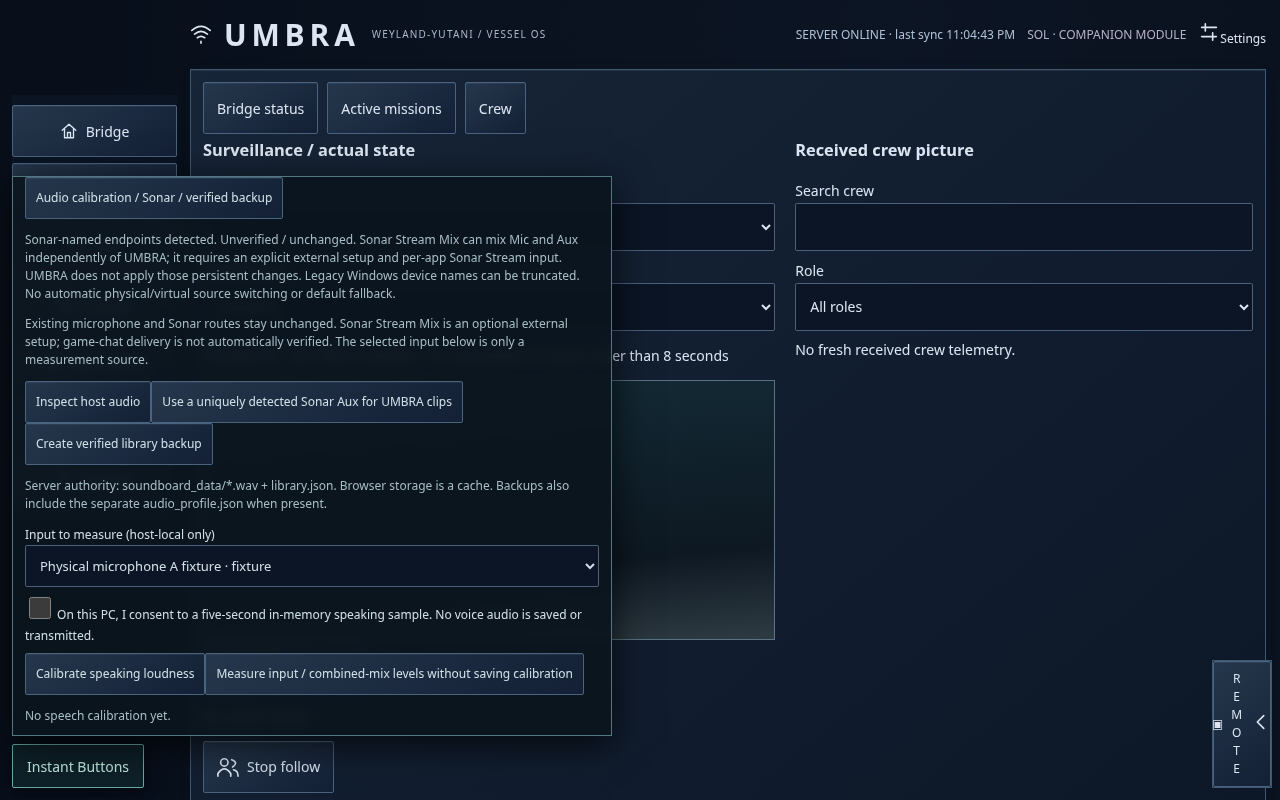 UMBRA
WEYLAND-YUTANI / VESSEL OS
SERVER ONLINE · last sync 11:04:43 PM
SOL · COMPANION MODULE
Settings
Bridge
Bridge status
Active missions
Crew
Surveillance / actual state
Received crew picture
Search crew
Role
All roles
No fresh received crew telemetry.
er than 8 seconds
Audio calibration / Sonar / verified backup
Sonar-named endpoints detected. Unverified / unchanged. Sonar Stream Mix can mix Mic and Aux
independently of UMBRA; it requires an explicit external setup and per-app Sonar Stream input.
UMBRA does not apply those persistent changes. Legacy Windows device names can be truncated.
No automatic physical/virtual source switching or default fallback.
Existing microphone and Sonar routes stay unchanged. Sonar Stream Mix is an optional external
setup; game-chat delivery is not automatically verified. The selected input below is only a
measurement source.
Inspect host audio
Use a uniquely detected Sonar Aux for UMBRA clips
Create verified library backup
Server authority: soundboard_data/*.wav + library.json. Browser storage is a cache. Backups also
include the separate audio_profile.json when present.
Input to measure (host-local only)
Physical microphone A fixture · fixture
On this PC, I consent to a five-second in-memory speaking sample. No voice audio is saved or
transmitted.
Calibrate speaking loudness
Measure input / combined-mix levels without saving calibration
No speech calibration yet.
Instant Buttons
Stop follow
REMOTE